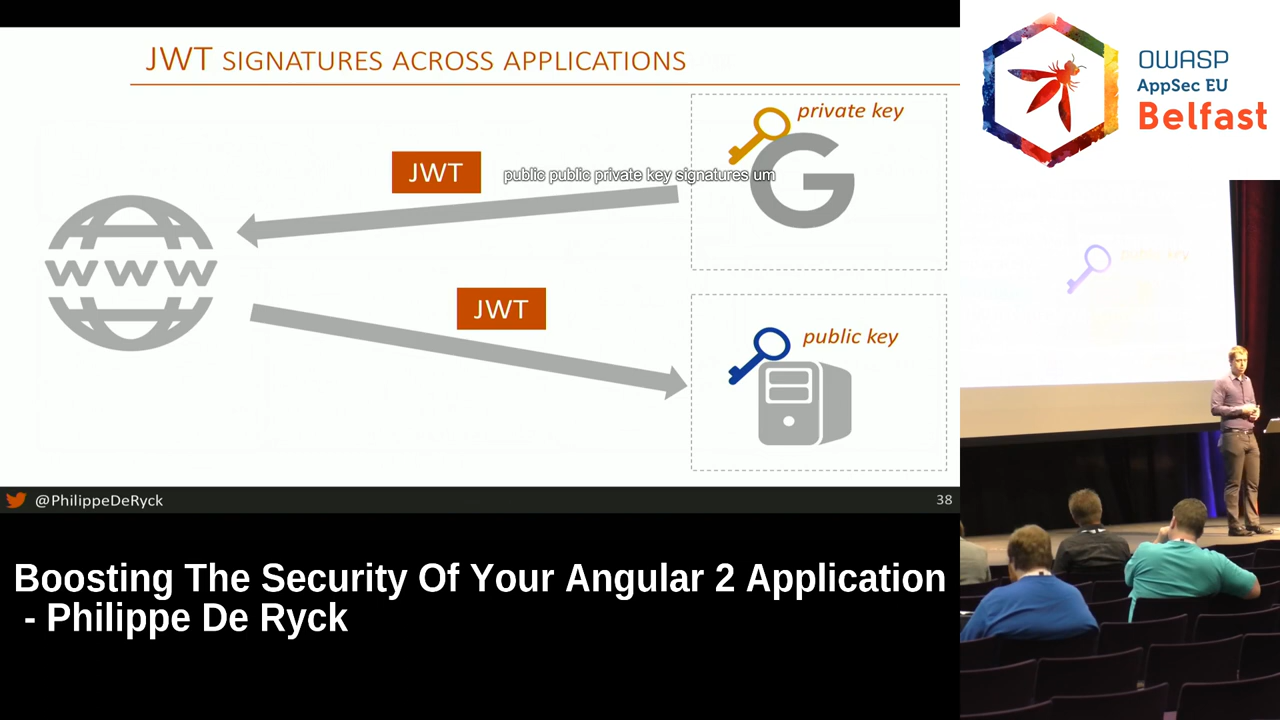 JWT SIGNATURES ACROSS APPLICATIONS
private key
JWT
public public private key signatures um
G
WWW
JWT
public key
@PhilippeDeRyck
38
OWASP
AppSec EU
Belfast
Boosting The Security Of Your Angular 2 Application
- Philippe De Ryck